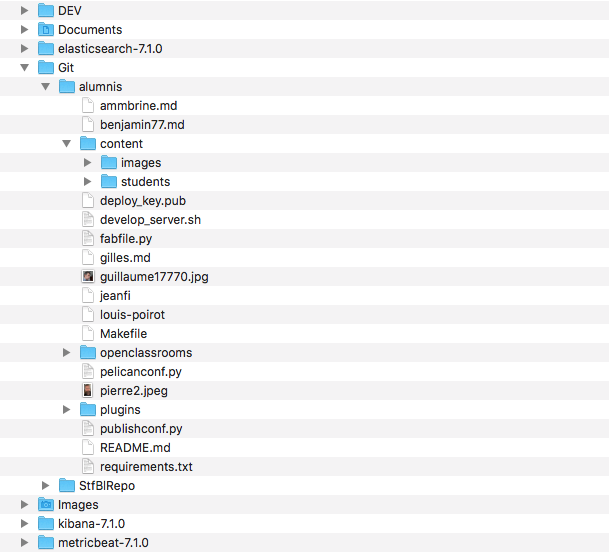 DEV
Documents
elasticsearch-7.1.0
Git
alumnis
ammbrine.md
benjamin77.md
content
images
students
deploy_key.pub
develop_server.sh
fabfile.py
gilles.md
guillaume17770.jpg
jeanfi
louis-poirot
Makefile
openclassrooms
pelicanconf.py
pierre2.jpeg
plugins
publishconf.py
README.md
requirements.txt
StfBlRepo
Images
kibana-7.1.0
metricbeat-7.1.0